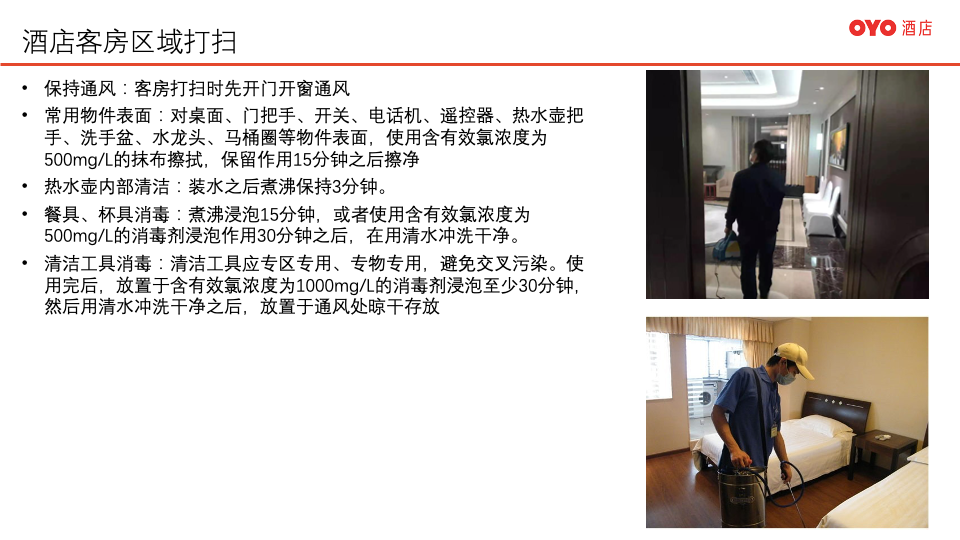 酒店客房区域打扫
OYO 酒店
• 保持通风：客房打扫时先开门开窗通风
• 常用物件表面：对桌面、门把手、开关、电话机、遥控器、热水壶把
手、洗手盆、水龙头、马桶圈等物件表面，使用含有效氯浓度为
500mg/L的抹布擦拭，保留作用15分钟之后擦净
• 热水壶内部清洁：装水之后煮沸保持3分钟。
• 餐具、杯具消毒：煮沸浸泡15分钟，或者使用含有效氯浓度为
500mg/L的消毒剂浸泡作用30分钟之后，在用清水冲洗干净。
• 清洁工具消毒：清洁工具应专区专用、专物专用，避免交叉污染。使
用完后，放置于含有效氯浓度为1000mg/L的消毒剂浸泡至少30分钟，
然后用清水冲洗干净之后，放置于通风处晾干存放